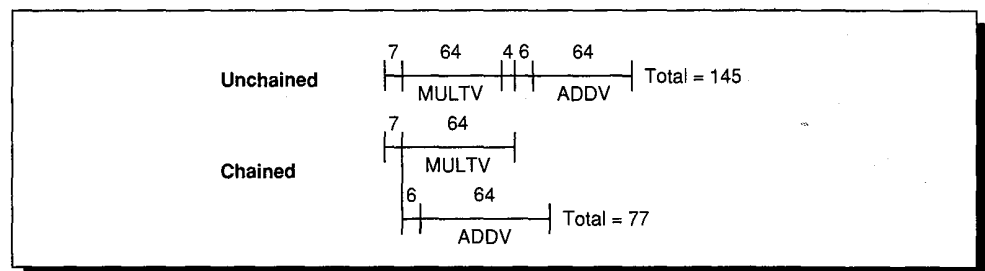 7 64 4 6 64
Unchained Total = 145
MULTV ADDV
7 64
MULTV
Chained
6 64
Total = 77
ADDV